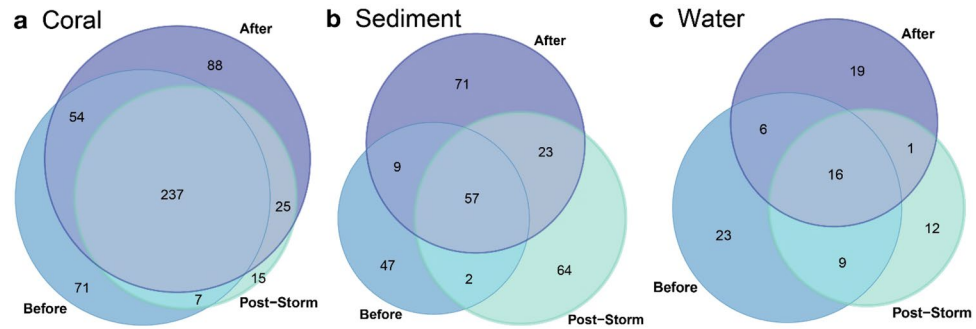 a Coral
After
88
54
237
25
71
15
7
Before
Post-Storm
b Sediment
After
71
9
23
57
47
2
64
Before
Post-Storm
c Water
After
19
6
1
16
23
12
9
Before
Post-Storm